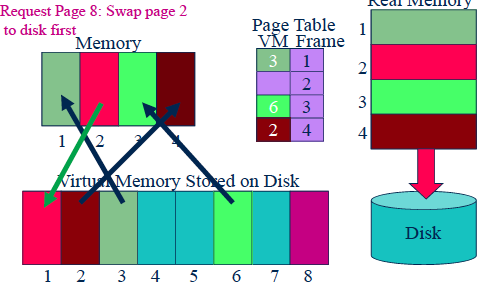 Request Page 8: Swap page 2
to disk first
Memory
1 2 3 4
Virtual Memory Stored on Disk
1 2 3 4 5 6 7 8
Page Table
VM Frame
3 1
2
6 3
2 4
Real Memory
1
2
3
4
Disk